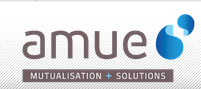 amue
MUTUALISATION + SOLUTIONS